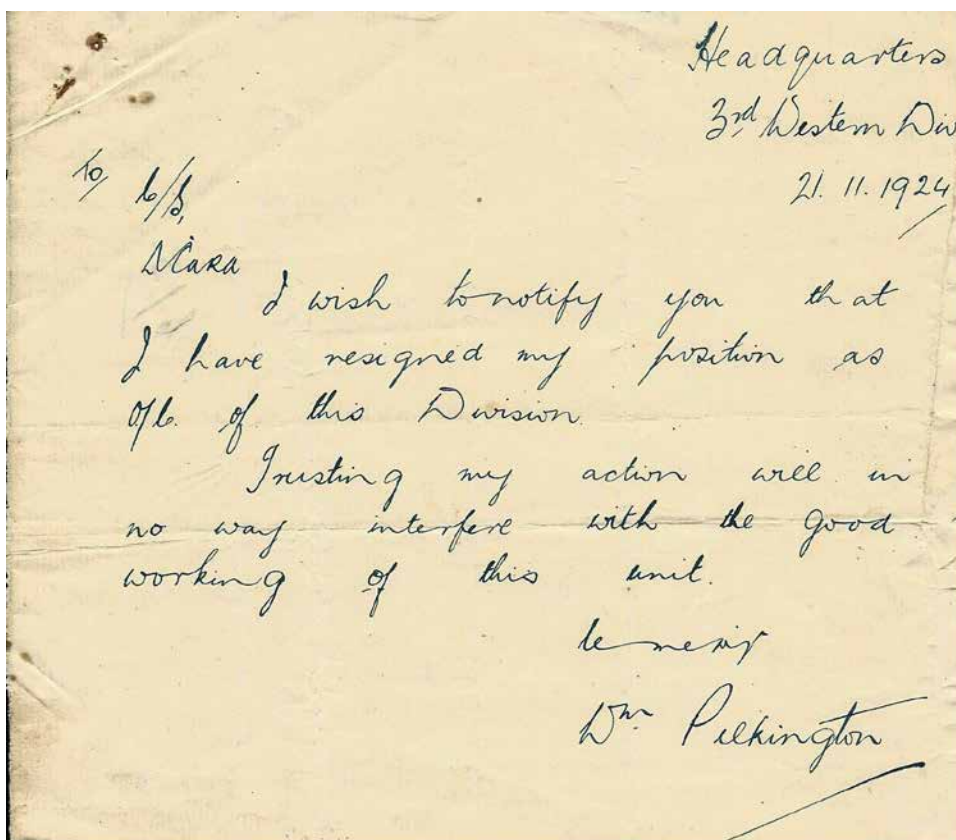 Headquarters
3rd Western Div
21.11.1924
To C/S,
A Cara
I wish to notify you that
I have resigned my position as
O/C. of this Division.
Trusting my action will in
no way interfere with the good
working of this unit.
le meas
Wm Pilkington